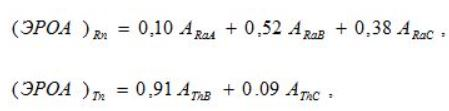 (ЭРОА )Rn = 0,10 ARaA + 0,52 ARaB + 0,38 ARaC ,
(ЭРОА )Tn = 0,91 AThB + 0.09 AThC ,